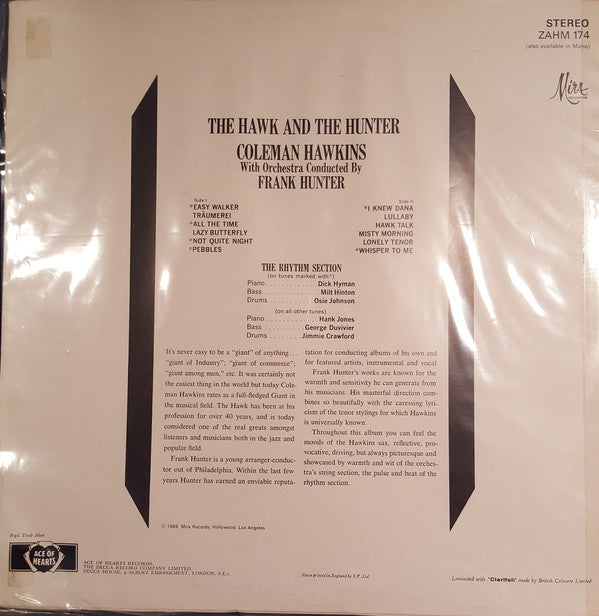 STEREO
ZAHM 174
(also available in Mono)
Mira
THE HAWK AND THE HUNTER
COLEMAN HAWKINS
With Orchestra Conducted By
FRANK HUNTER
Side I
*EASY WALKER
TRÄUMEREI
*ALL THE TIME
LAZY BUTTERFLY
*NOT QUITE NIGHT
*PEBBLES
Side II
*I KNEW DANA
LULLABY
HAWK TALK
MISTY MORNING
LONELY TENOR
*WHISPER TO ME
THE RHYTHM SECTION
(on tunes marked with*)
Piano . . . . . . . . . . . . Dick Hyman
Bass . . . . . . . . . . . . Milt Hinton
Drums . . . . . . . . . . Osie Johnson
(on all other tunes)
Piano . . . . . . . . . . . . Hank Jones
Bass . . . . . . . . George Duvivier
Drums . . . . . . . Jimmie Crawford
It's never easy to be a "giant" of anything...
"giant of Industry"; "giant of commerce";
"giant among men," etc. It was certainly not
the easiest thing in the world but today Cole-
man Hawkins rates as a full-fledged Giant in
the musical field. The Hawk has been at his
profession for over 40 years, and is today
considered one of the real greats amongst
listeners and musicians both in the jazz and
popular field.
Frank Hunter is a young arranger-conduc-
tor out of Philadelphia. Within the last few
years Hunter has earned an enviable reputa-
tation for conducting albums of his own and
for featured artists, instrumental and vocal.
Frank Hunter's works are known for the
warmth and sensitivity he can generate from
his musicians. His masterful direction com-
bines so beautifully with the caressing lyri-
cism of the tenor stylings for which Hawkins
is universally known.
Throughout this album you can feel the
moods of the Hawkins sax, reflective, pro-
vocative, driving, but always picturesque and
showcased by warmth and wit of the orches-
tra's string section, the pulse and beat of the
rhythm section.
© 1965 Mira Records, Hollywood Los Angeles
Regd. Trade Mark
ACE OF
HEARTS
ACE OF HEARTS RECORDS,
THE DECCA RECORD COMPANY LIMITED,
DECCA HOUSE, 9 ALBERT EMBANKMENT, LONDON, S.E.1.
Sleeve printed in England by S.P. Ltd.
Laminated with "Clarifoil" made by British Celanese Limited